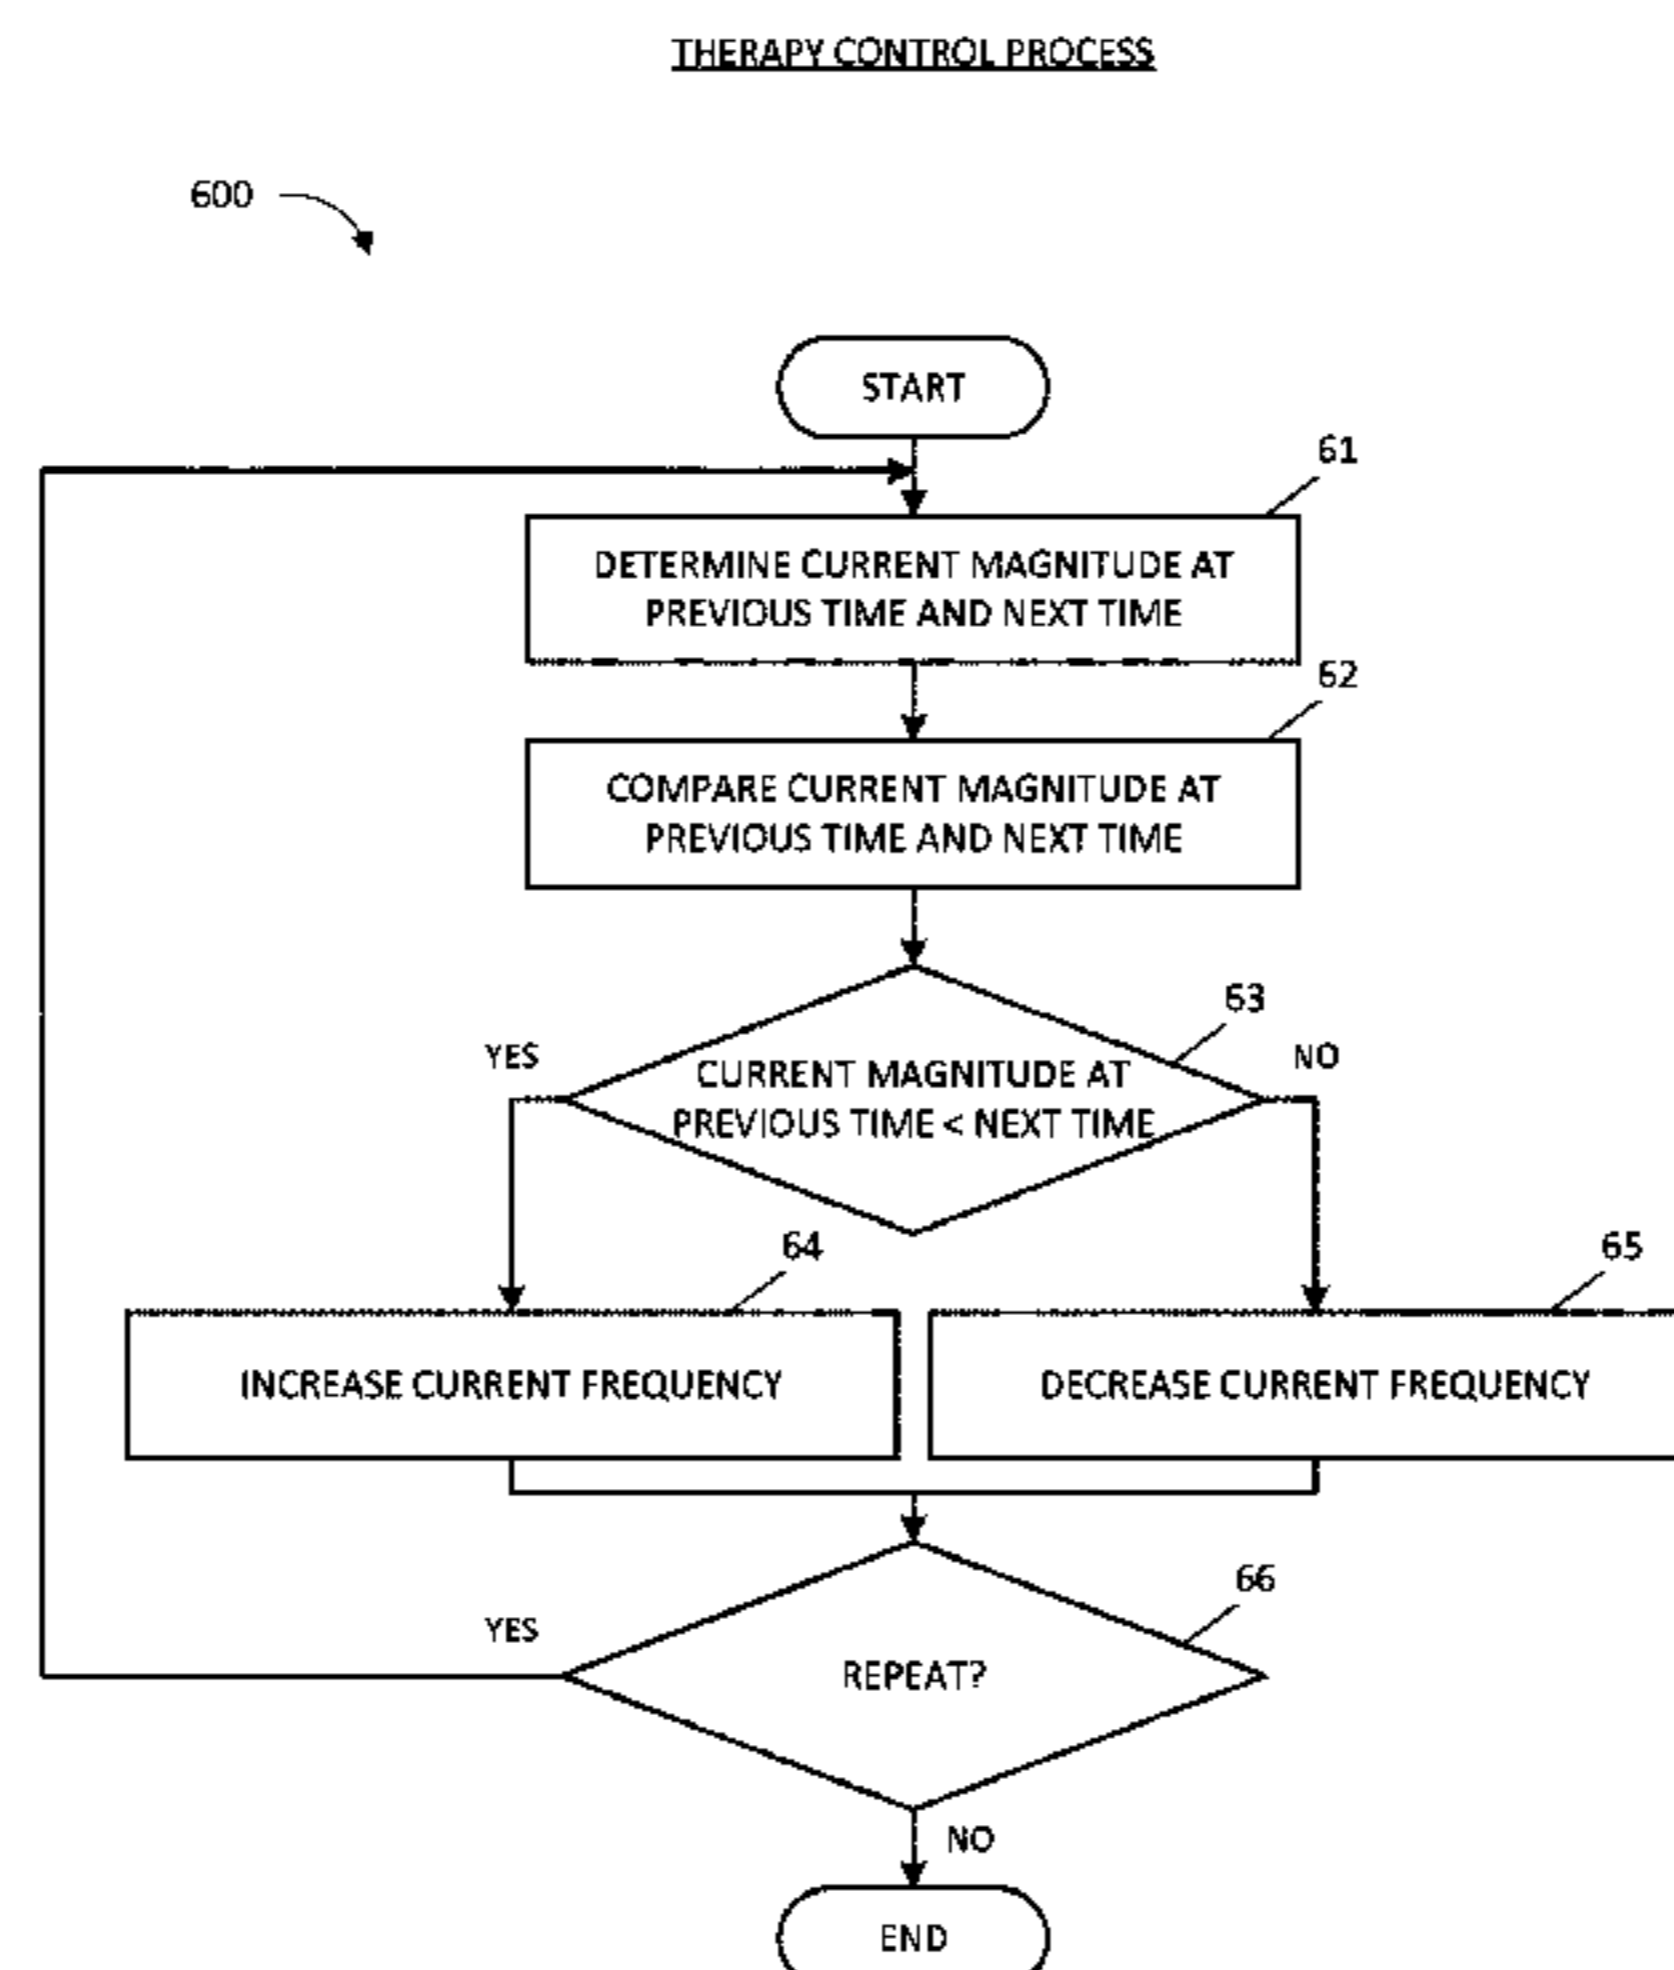 THERAPY CONTROL PROCESS
600
START
61
DETERMINE CURRENT MAGNITUDE AT
PREVIOUS TIME AND NEXT TIME
62
COMPARE CURRENT MAGNITUDE AT
PREVIOUS TIME AND NEXT TIME
63
YES
NO
CURRENT MAGNITUDE AT
PREVIOUS TIME < NEXT TIME
64
65
INCREASE CURRENT FREQUENCY
DECREASE CURRENT FREQUENCY
66
YES
REPEAT?
NO
END